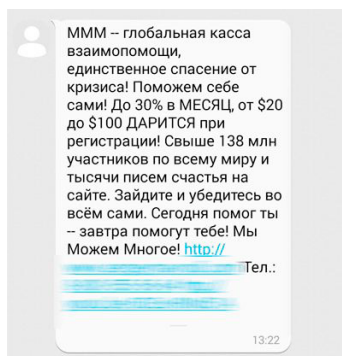 МММ -- глобальная касса
взаимопомощи,
единственное спасение от
кризиса! Поможем себе
сами! До 30% в МЕСЯЦ, от $20
до $100 ДАРИТСЯ при
регистрации! Свыше 138 млн
участников по всему миру и
тысячи писем счастья на
сайте. Зайдите и убедитесь во
всём сами. Сегодня помог ты
-- завтра помогут тебе! Мы
Можем Многое! http://
Тел.:
13:22